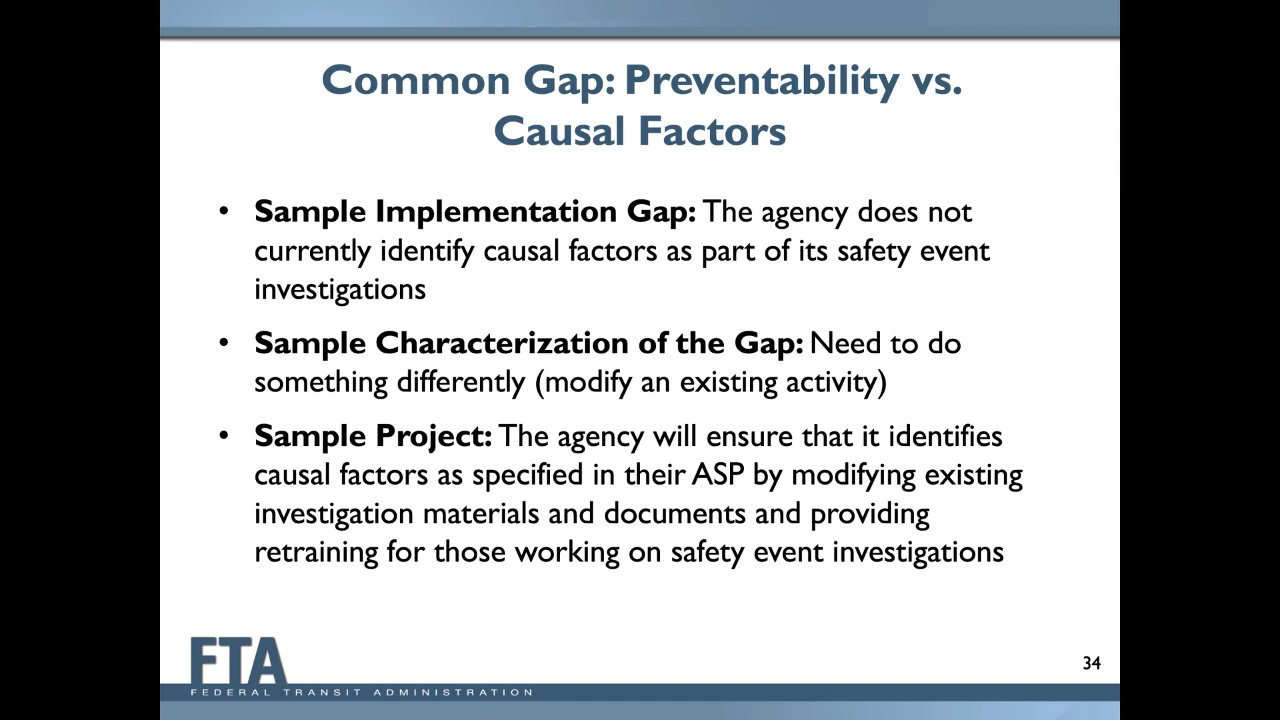 Common Gap: Preventability vs.
Causal Factors
• Sample Implementation Gap: The agency does not
currently identify causal factors as part of its safety event
investigations
• Sample Characterization of the Gap: Need to do
something differently (modify an existing activity)
• Sample Project: The agency will ensure that it identifies
causal factors as specified in their ASP by modifying existing
investigation materials and documents and providing
retraining for those working on safety event investigations
FTA
FEDERAL TRANSIT ADMINISTRATION
34